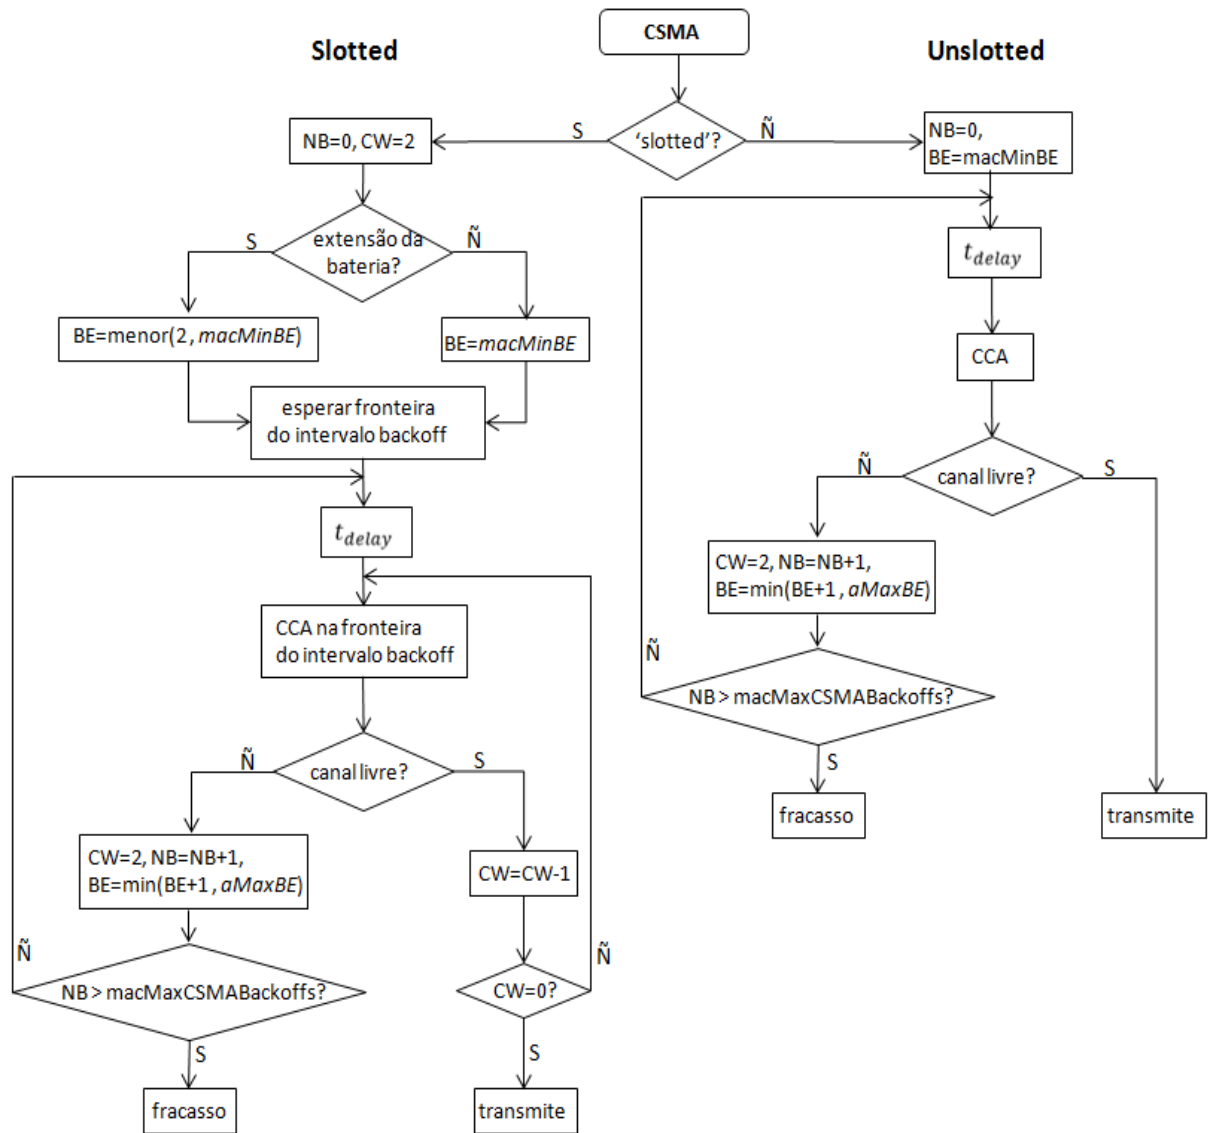 CSMA
Slotted
Unslotted
'slotted'?
S
Ñ
NB=0, CW=2
NB=0,
BE=macMinBE
extensão da
bateria?
S
Ñ
BE=menor(2, macMinBE)
BE=macMinBE
esperar fronteira
do intervalo backoff
t_delay
CCA na fronteira
do intervalo backoff
canal livre?
Ñ
S
CW=2, NB=NB+1,
BE=min(BE+1, aMaxBE)
CW=CW-1
Ñ
NB > macMaxCSMABackoffs?
CW=0?
Ñ
S
S
fracasso
transmite
t_delay
CCA
canal livre?
Ñ
S
CW=2, NB=NB+1,
BE=min(BE+1, aMaxBE)
Ñ
NB > macMaxCSMABackoffs?
S
fracasso
transmite